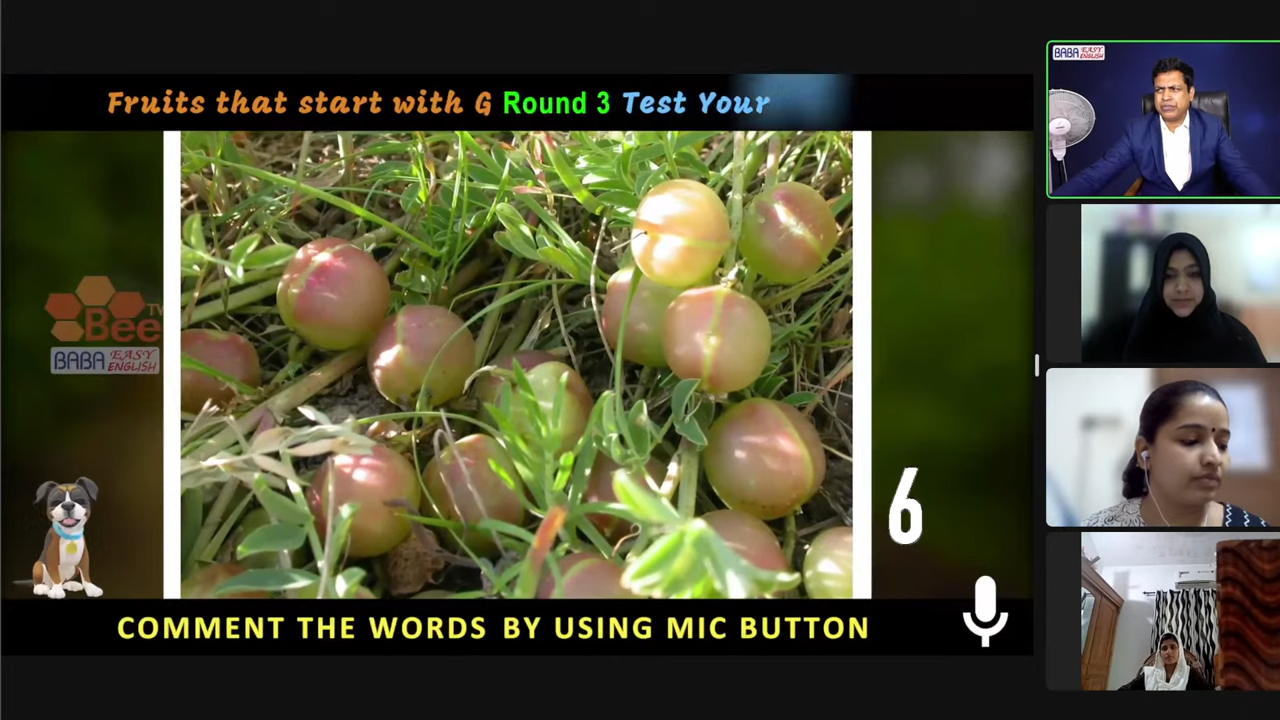 BABA EASY ENGLISH
Fruits that start with G Round 3 Test Your
Bee TV
BABA EASY ENGLISH
6
COMMENT THE WORDS BY USING MIC BUTTON